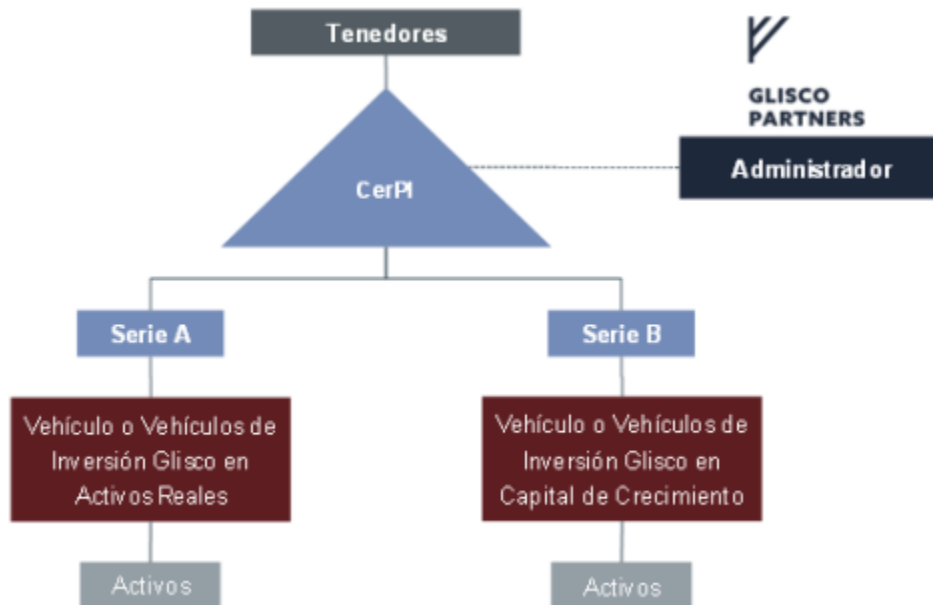 Tenedores
GLISCO
PARTNERS
Administrador
CerPI
Serie A
Serie B
Vehículo o Vehículos de
Inversión Glisco en
Activos Reales
Vehículo o Vehículos de
Inversión Glisco en
Capital de Crecimiento
Activos
Activos